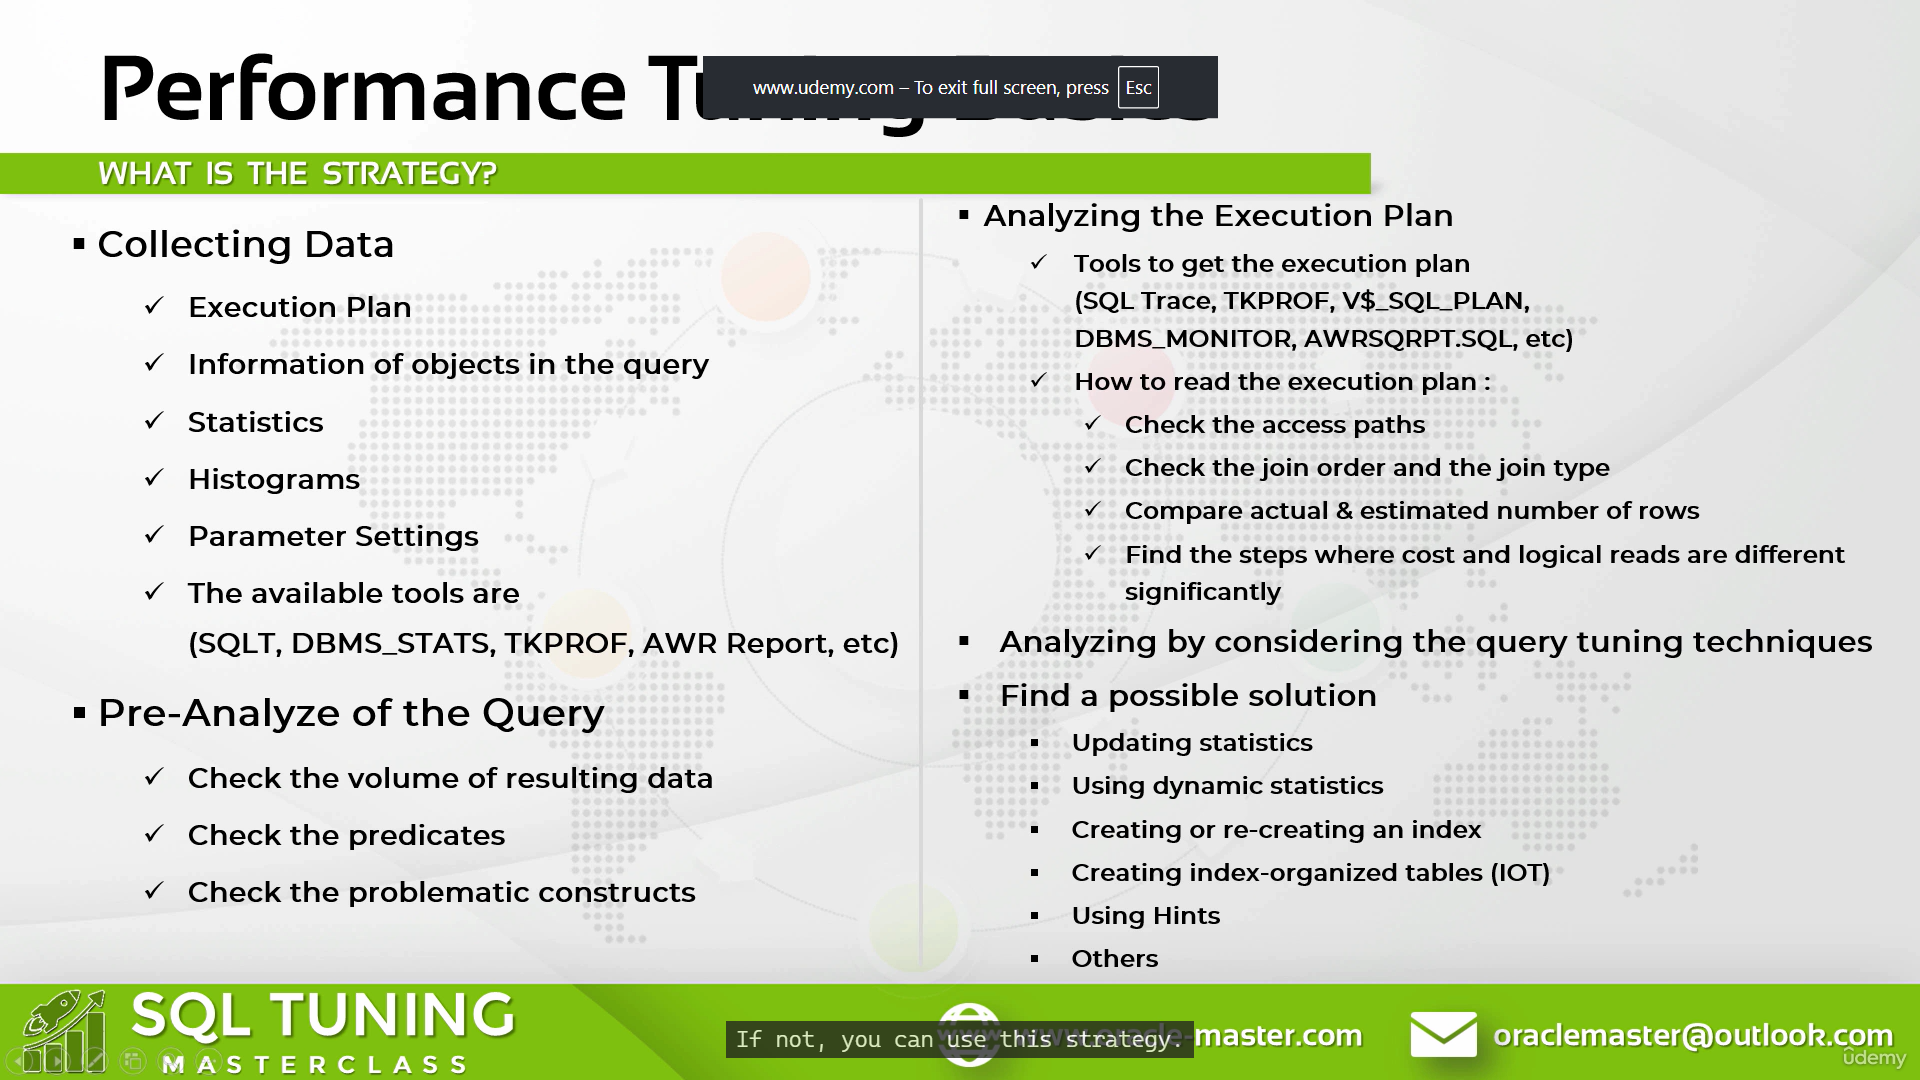 Performance Tuning Basics
www.udemy.com – To exit full screen, press Esc
WHAT IS THE STRATEGY?
▪ Collecting Data
✓ Execution Plan
✓ Information of objects in the query
✓ Statistics
✓ Histograms
✓ Parameter Settings
✓ The available tools are
(SQLT, DBMS_STATS, TKPROF, AWR Report, etc)
▪ Pre-Analyze of the Query
✓ Check the volume of resulting data
✓ Check the predicates
✓ Check the problematic constructs
▪ Analyzing the Execution Plan
✓ Tools to get the execution plan
(SQL Trace, TKPROF, V$_SQL_PLAN,
DBMS_MONITOR, AWRSQRPT.SQL, etc)
✓ How to read the execution plan :
✓ Check the access paths
✓ Check the join order and the join type
✓ Compare actual & estimated number of rows
✓ Find the steps where cost and logical reads are different
significantly
▪ Analyzing by considering the query tuning techniques
▪ Find a possible solution
▪ Updating statistics
▪ Using dynamic statistics
▪ Creating or re-creating an index
▪ Creating index-organized tables (IOT)
▪ Using Hints
▪ Others
SQL TUNING
MASTERCLASS
If not, you can use this strategy.
www.oracle-master.com
oraclemaster@outlook.com
ûdemy